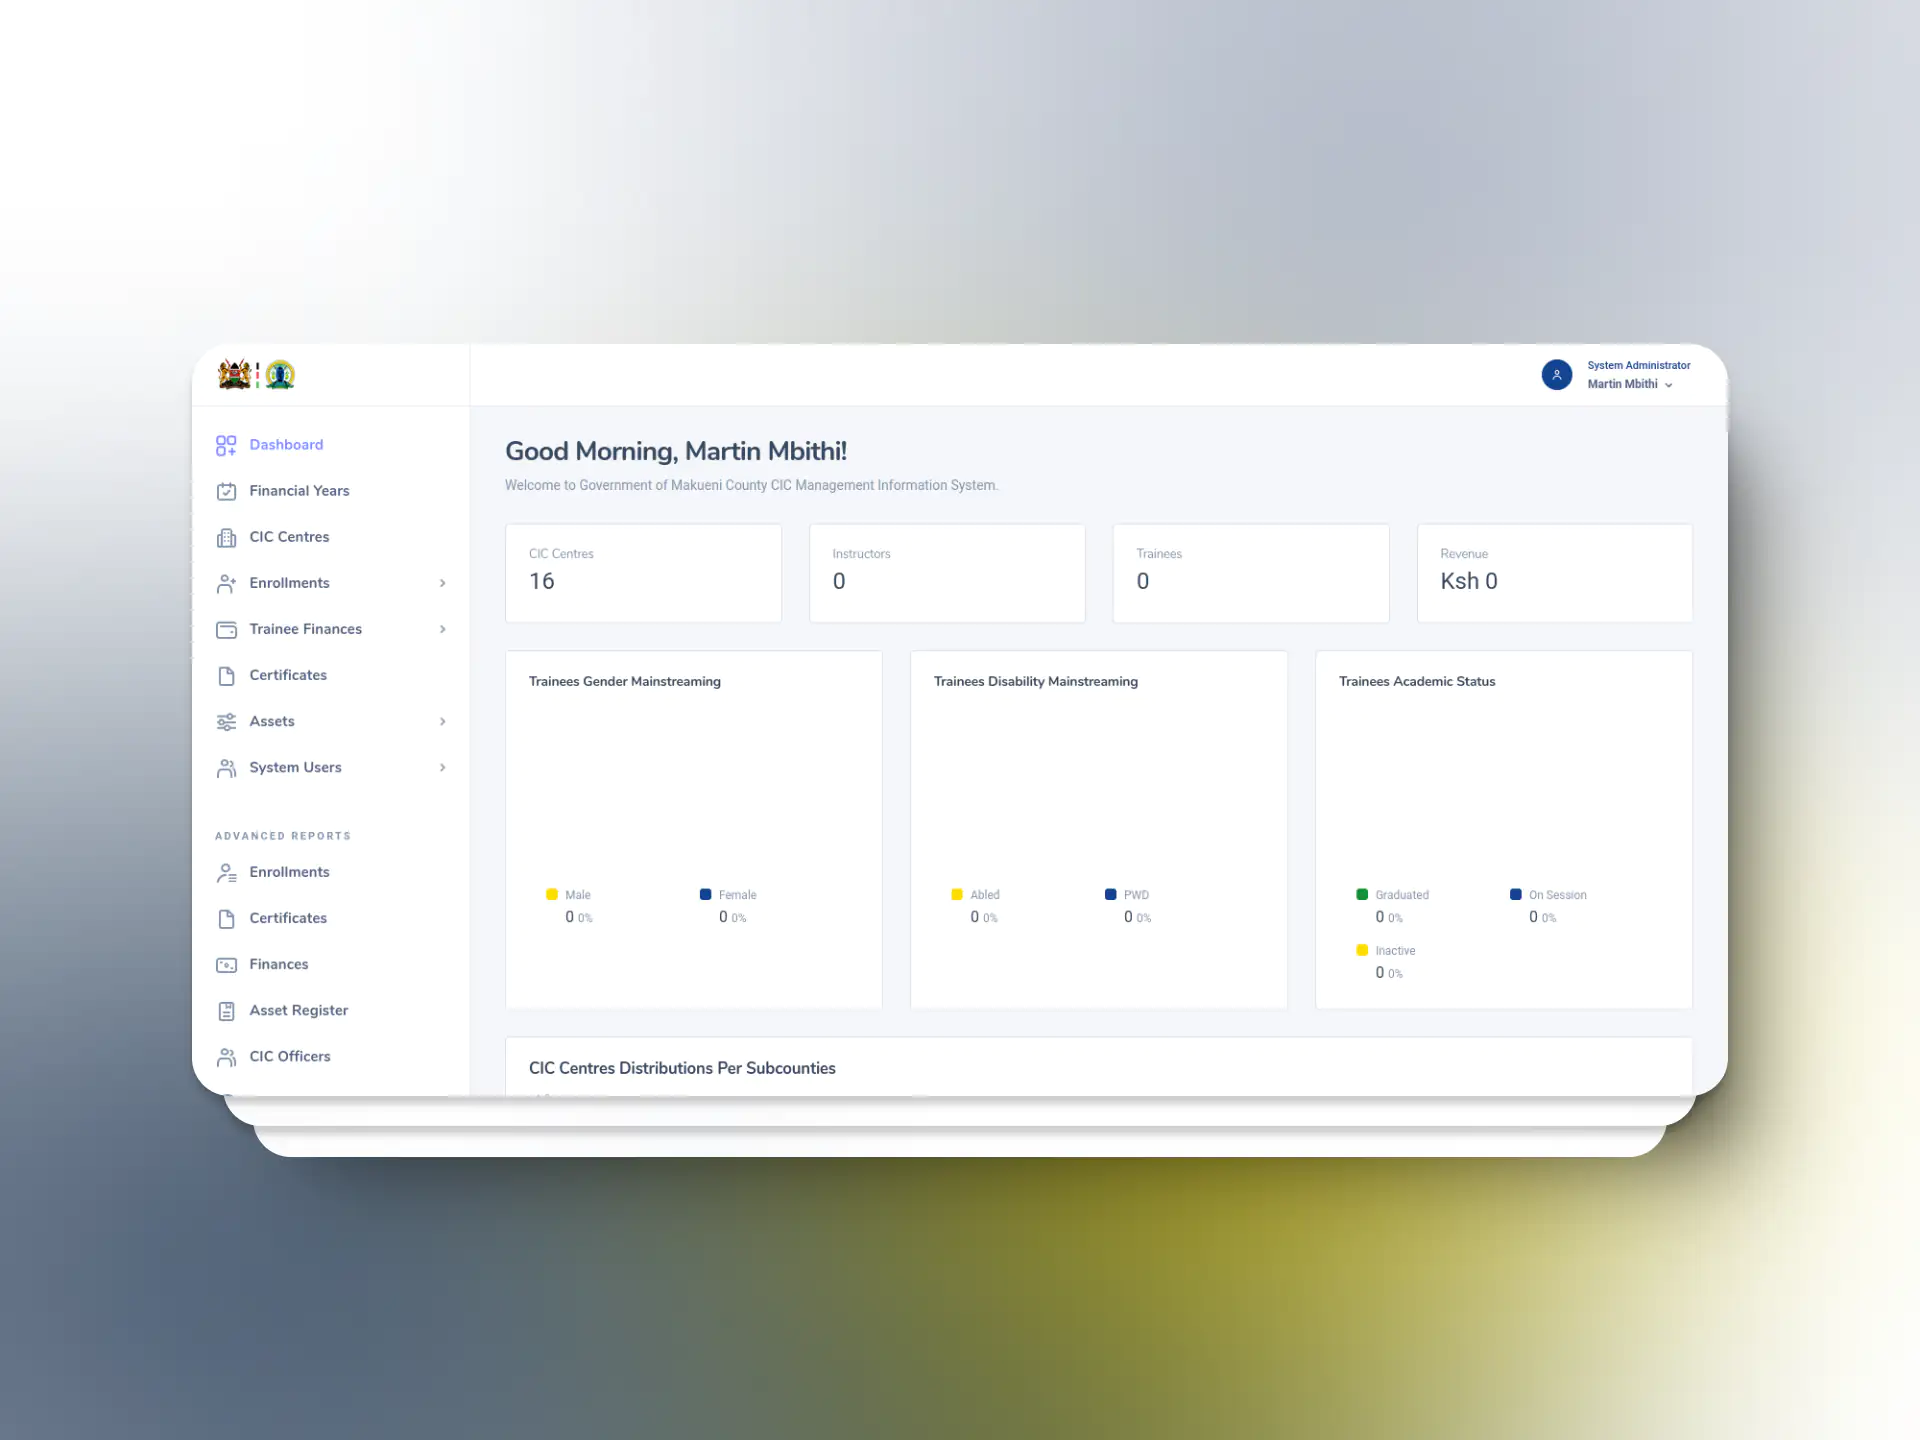 System Administrator
Martin Mbithi
Dashboard
Financial Years
CIC Centres
Enrollments
Trainee Finances
Certificates
Assets
System Users
ADVANCED REPORTS
Enrollments
Certificates
Finances
Asset Register
CIC Officers
Good Morning, Martin Mbithi!
Welcome to Government of Makueni County CIC Management Information System.
CIC Centres
16
Instructors
0
Trainees
0
Revenue
Ksh 0
Trainees Gender Mainstreaming
Male
0 0%
Female
0 0%
Trainees Disability Mainstreaming
Abled
0 0%
PWD
0 0%
Trainees Academic Status
Graduated
0 0%
On Session
0 0%
Inactive
0 0%
CIC Centres Distributions Per Subcounties